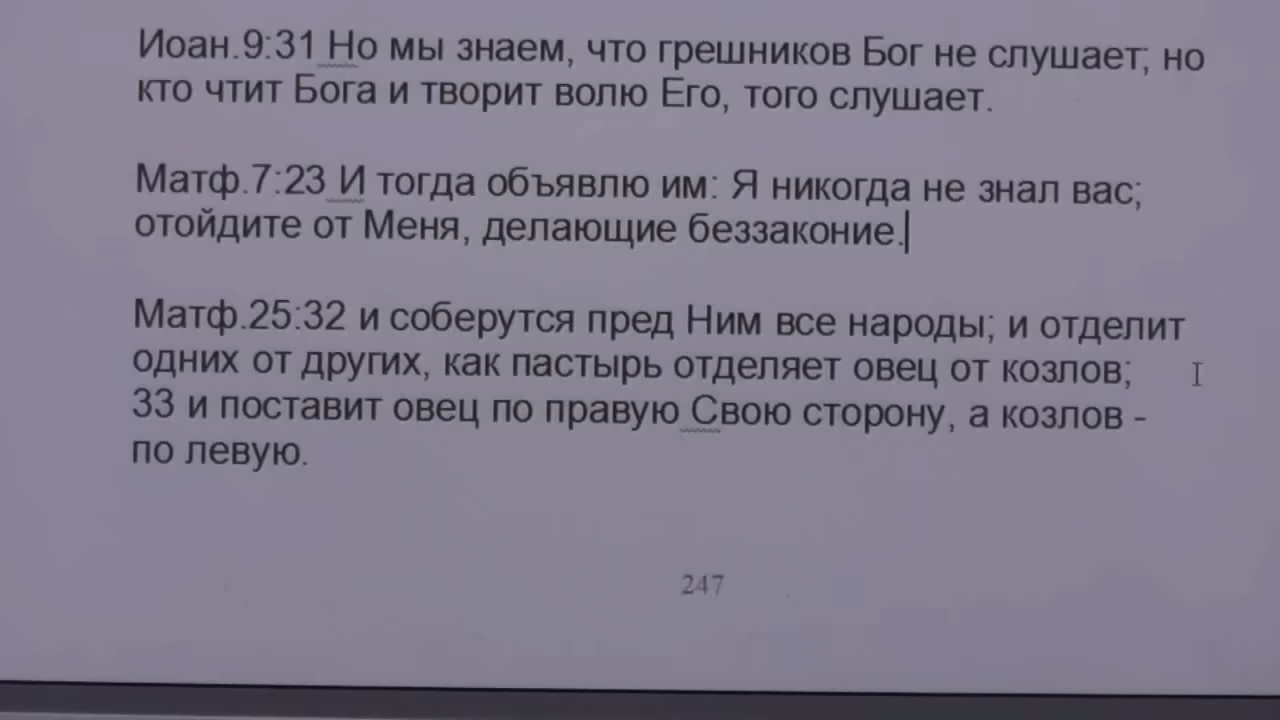 Иоан.9:31 Но мы знаем, что грешников Бог не слушает; но
кто чтит Бога и творит волю Его, того слушает.
Матф.7:23 И тогда объявлю им: Я никогда не знал вас;
отойдите от Меня, делающие беззаконие.
Матф.25:32 и соберутся пред Ним все народы; и отделит
одних от других, как пастырь отделяет овец от козлов;
33 и поставит овец по правую Свою сторону, а козлов -
по левую.
247